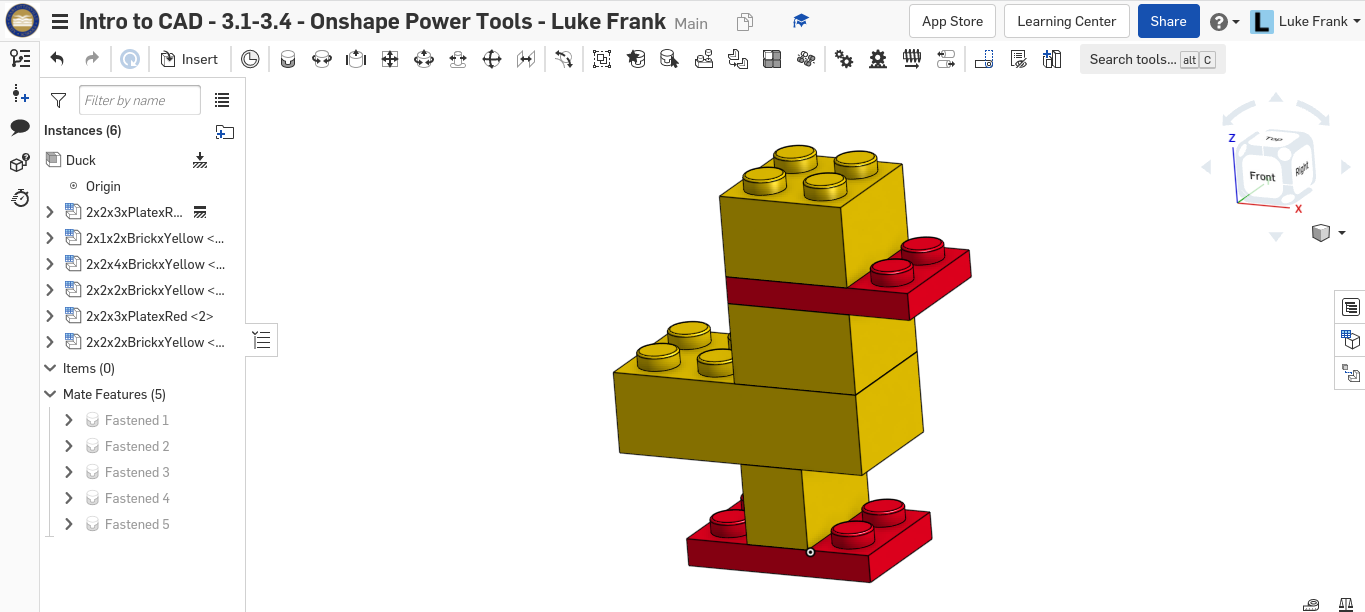 Intro to CAD - 3.1-3.4 - Onshape Power Tools - Luke Frank Main
App Store
Learning Center
Share
Luke Frank
Insert
Search tools... alt C
Filter by name
Instances (6)
Duck
Origin
2x2x3xPlatexR...
2x1x2xBrickxYellow <...
2x2x4xBrickxYellow <...
2x2x2xBrickxYellow <...
2x2x3xPlatexRed <2>
2x2x2xBrickxYellow <...
Items (0)
Mate Features (5)
Fastened 1
Fastened 2
Fastened 3
Fastened 4
Fastened 5
Z
Top
Front
Right
X